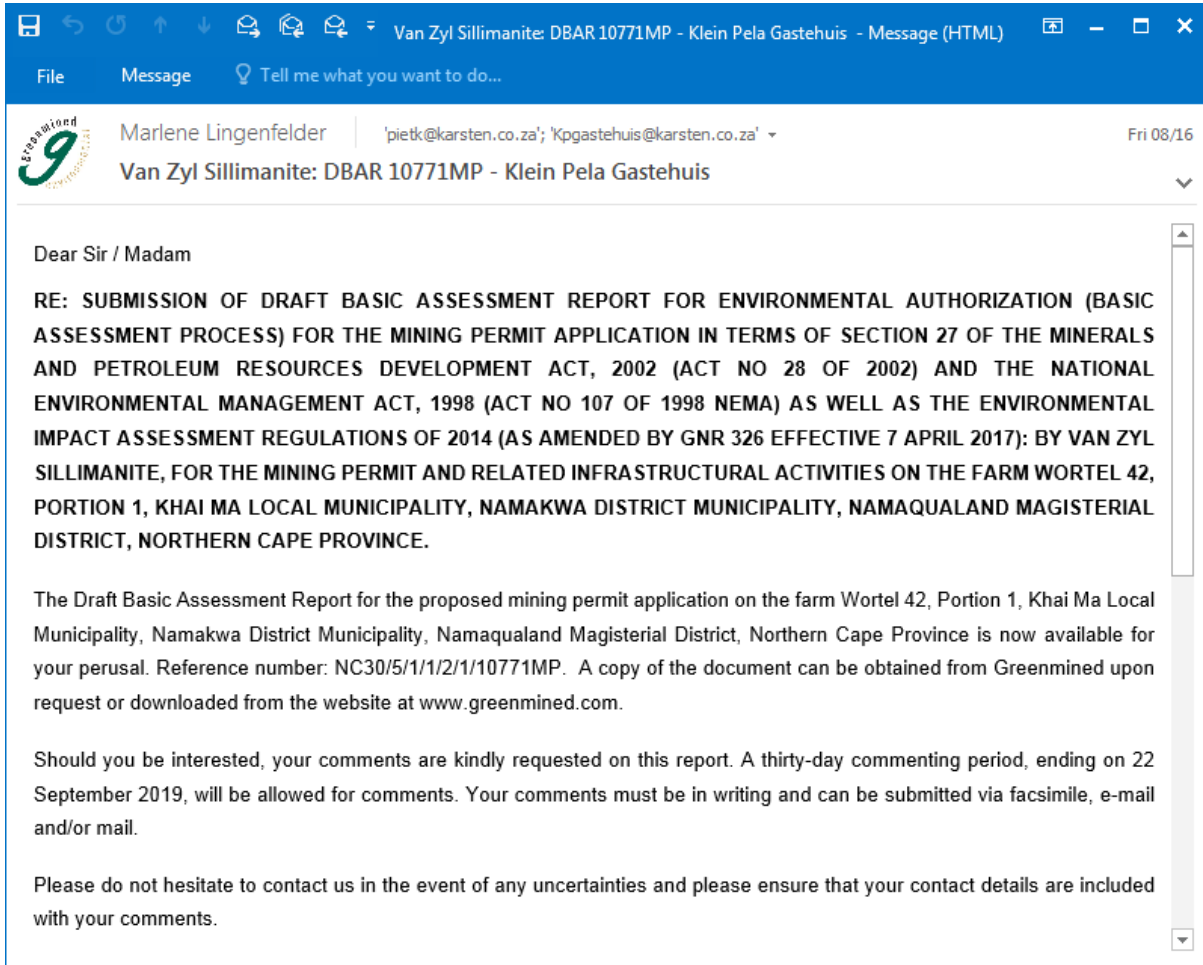 Van Zyl Sillimanite: DBAR 10771MP - Klein Pela Gastehuis - Message (HTML)
File Message Tell me what you want to do...
greenmined
Marlene Lingenfelder 'pietk@karsten.co.za'; 'Kpgastehuis@karsten.co.za' Fri 08/16
Van Zyl Sillimanite: DBAR 10771MP - Klein Pela Gastehuis
Dear Sir / Madam
RE: SUBMISSION OF DRAFT BASIC ASSESSMENT REPORT FOR ENVIRONMENTAL AUTHORIZATION (BASIC
ASSESSMENT PROCESS) FOR THE MINING PERMIT APPLICATION IN TERMS OF SECTION 27 OF THE MINERALS
AND PETROLEUM RESOURCES DEVELOPMENT ACT, 2002 (ACT NO 28 OF 2002) AND THE NATIONAL
ENVIRONMENTAL MANAGEMENT ACT, 1998 (ACT NO 107 OF 1998 NEMA) AS WELL AS THE ENVIRONMENTAL
IMPACT ASSESSMENT REGULATIONS OF 2014 (AS AMENDED BY GNR 326 EFFECTIVE 7 APRIL 2017): BY VAN ZYL
SILLIMANITE, FOR THE MINING PERMIT AND RELATED INFRASTRUCTURAL ACTIVITIES ON THE FARM WORTEL 42,
PORTION 1, KHAI MA LOCAL MUNICIPALITY, NAMAKWA DISTRICT MUNICIPALITY, NAMAQUALAND MAGISTERIAL
DISTRICT, NORTHERN CAPE PROVINCE.
The Draft Basic Assessment Report for the proposed mining permit application on the farm Wortel 42, Portion 1, Khai Ma Local
Municipality, Namakwa District Municipality, Namaqualand Magisterial District, Northern Cape Province is now available for
your perusal. Reference number: NC30/5/1/1/2/1/10771MP. A copy of the document can be obtained from Greenmined upon
request or downloaded from the website at www.greenmined.com.
Should you be interested, your comments are kindly requested on this report. A thirty-day commenting period, ending on 22
September 2019, will be allowed for comments. Your comments must be in writing and can be submitted via facsimile, e-mail
and/or mail.
Please do not hesitate to contact us in the event of any uncertainties and please ensure that your contact details are included
with your comments.